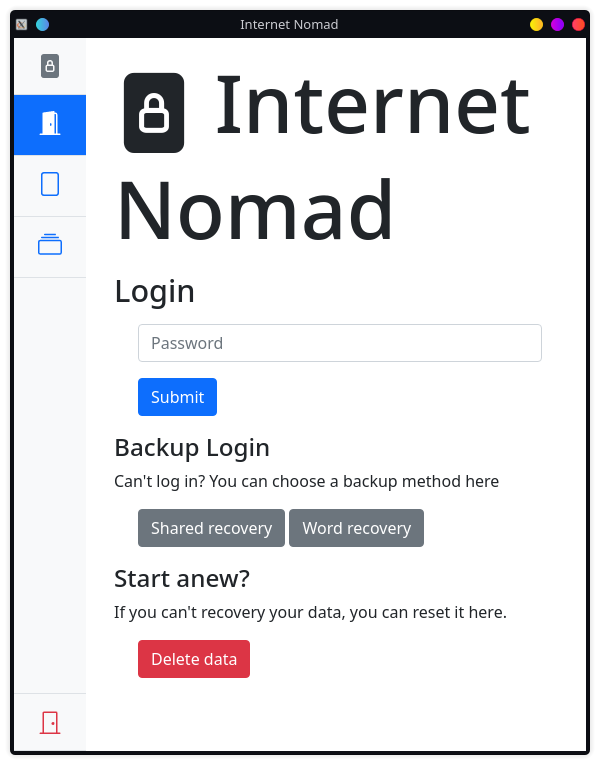 Internet Nomad
Internet
Nomad
Login
Password
Submit
Backup Login
Can't log in? You can choose a backup method here
Shared recovery Word recovery
Start anew?
If you can't recovery your data, you can reset it here.
Delete data